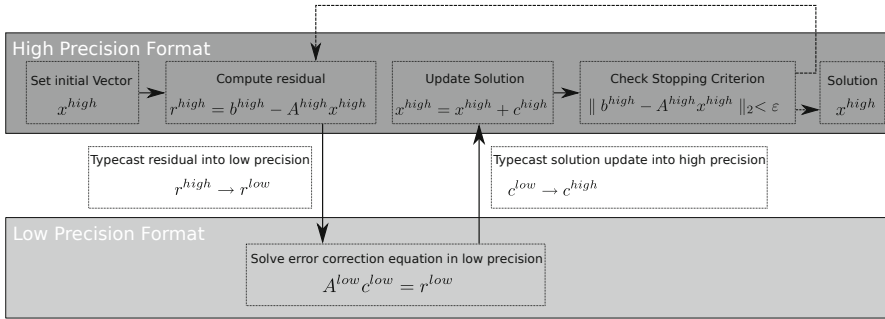 High Precision Format
Set initial Vector
x^{high}
Compute residual
r^{high} = b^{high} − A^{high}x^{high}
Update Solution
x^{high} = x^{high} + c^{high}
Check Stopping Criterion
∥ b^{high} − A^{high}x^{high} ∥_2 < ε
Solution
x^{high}
Typecast residual into low precision
r^{high} → r^{low}
Typecast solution update into high precision
c^{low} → c^{high}
Low Precision Format
Solve error correction equation in low precision
A^{low}c^{low} = r^{low}